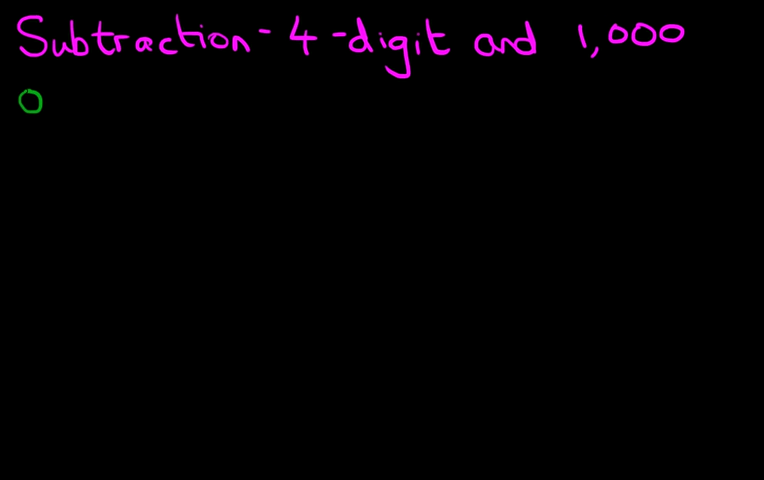 Subtraction - 4-digit and 1,000
O